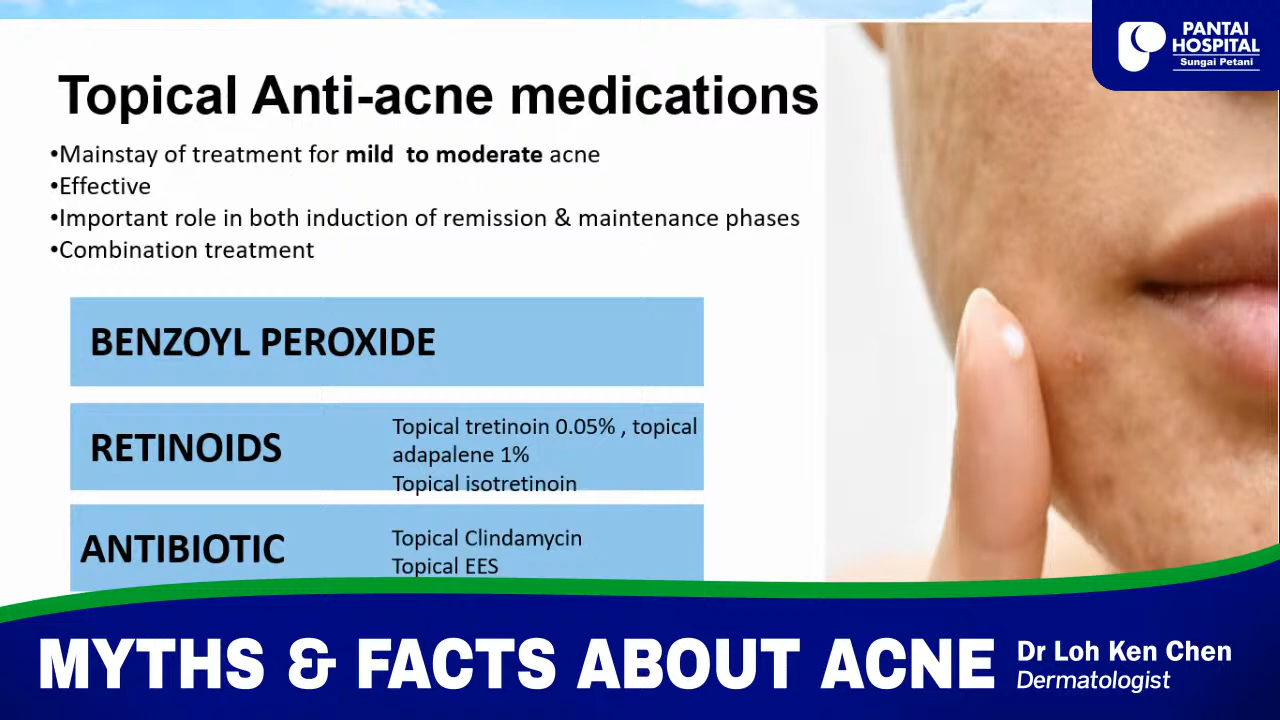 PANTAI
HOSPITAL
Sungai Petani
Topical Anti-acne medications
•Mainstay of treatment for mild  to moderate acne
•Effective
•Important role in both induction of remission & maintenance phases
•Combination treatment
BENZOYL PEROXIDE
RETINOIDS
Topical tretinoin 0.05% , topical
adapalene 1%
Topical isotretinoin
ANTIBIOTIC
Topical Clindamycin
Topical EES
MYTHS & FACTS ABOUT ACNE
Dr Loh Ken Chen
Dermatologist